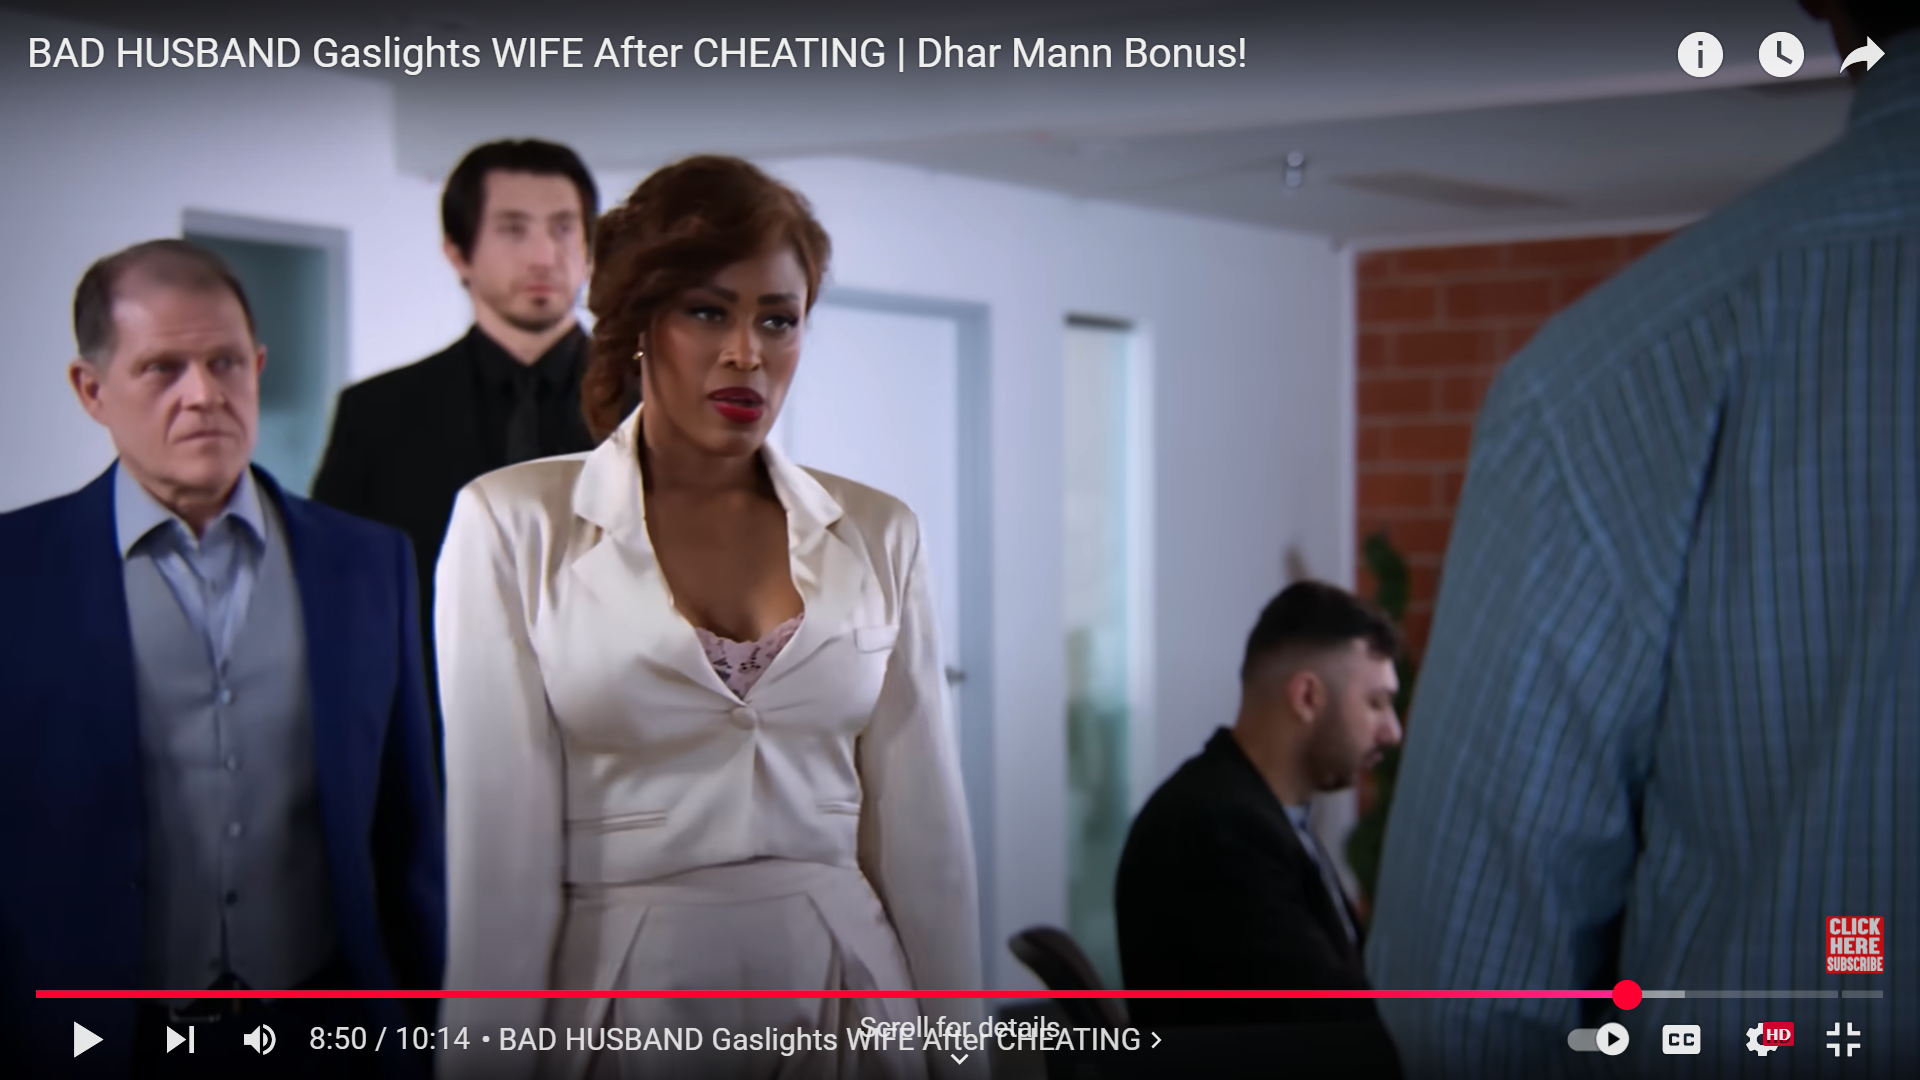 BAD HUSBAND Gaslights WIFE After CHEATING | Dhar Mann Bonus!
CLICK
HERE
SUBSCRIBE
Scroll for details
8:50 / 10:14 • BAD HUSBAND Gaslights WIFE After CHEATING
CC
HD